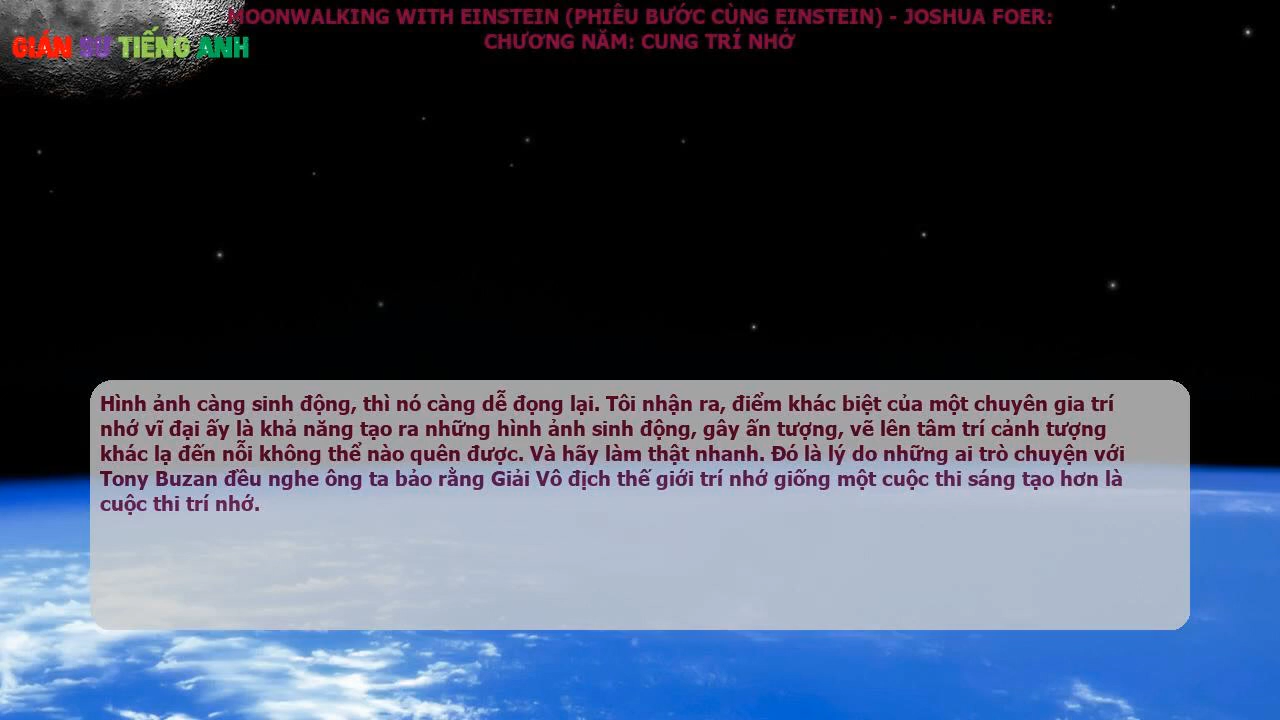 MOONWALKING WITH EINSTEIN (PHIÊU BƯỚC CÙNG EINSTEIN) - JOSHUA FOER:
CHƯƠNG NĂM: CUNG TRÍ NHỚ
GIÁN SƯ TIẾNG ANH
Hình ảnh càng sinh động, thì nó càng dễ đọng lại. Tôi nhận ra, điểm khác biệt của một chuyên gia trí
nhớ vĩ đại ấy là khả năng tạo ra những hình ảnh sinh động, gây ấn tượng, vẽ lên tâm trí cảnh tượng
khác lạ đến nỗi không thể nào quên được. Và hãy làm thật nhanh. Đó là lý do những ai trò chuyện với
Tony Buzan đều nghe ông ta bảo rằng Giải Vô địch thế giới trí nhớ giống một cuộc thi sáng tạo hơn là
cuộc thi trí nhớ.